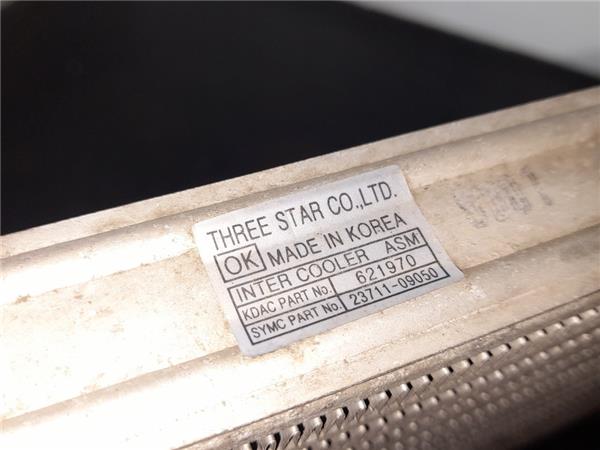 THREE STAR CO.,LTD.
OK MADE IN KOREA
INTER COOLER ASM
KDAC PART No. 621970
SYMC PART No. 23711-09050